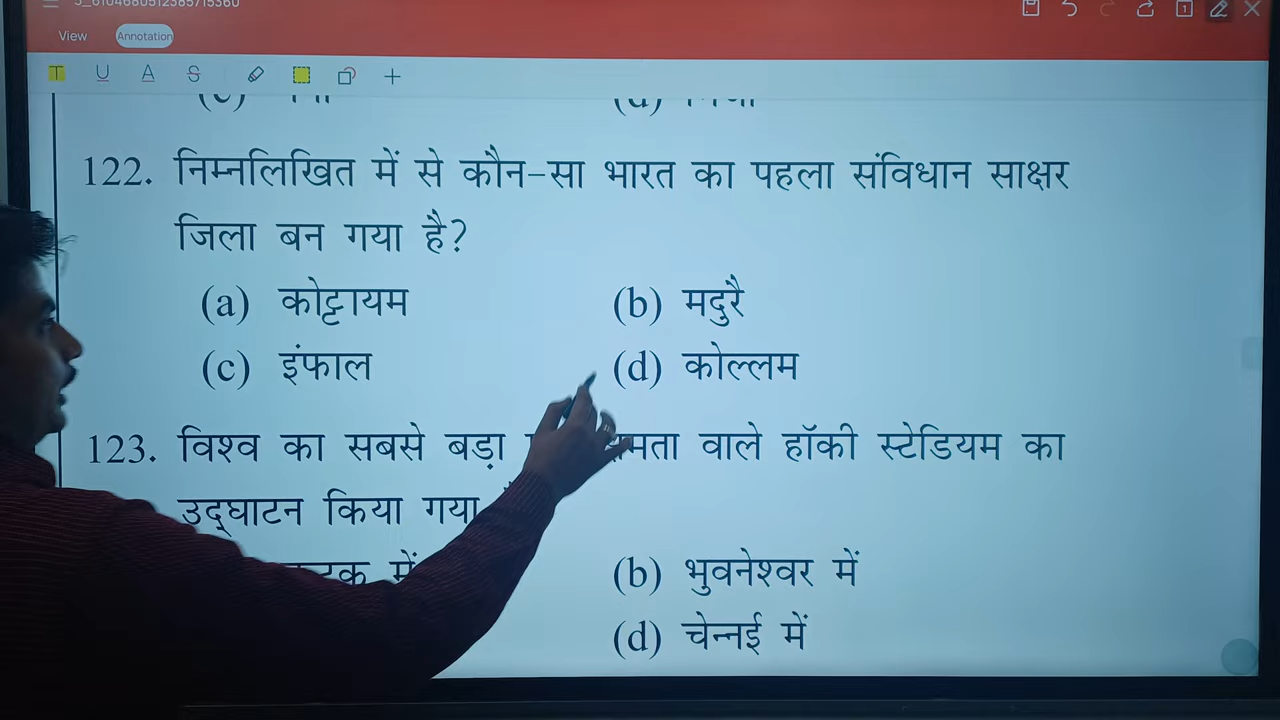 View Annotation
T U A S
122. निम्नलिखित में से कौन-सा भारत का पहला संविधान साक्षर
जिला बन गया है?
(a) कोट्टायम (b) मदुरै
(c) इंफाल (d) कोल्लम
123. विश्व का सबसे बड़ा वाले हॉकी स्टेडियम का
उद्घाटन किया गया
में (b) भुवनेश्वर में
(d) चेन्नई में